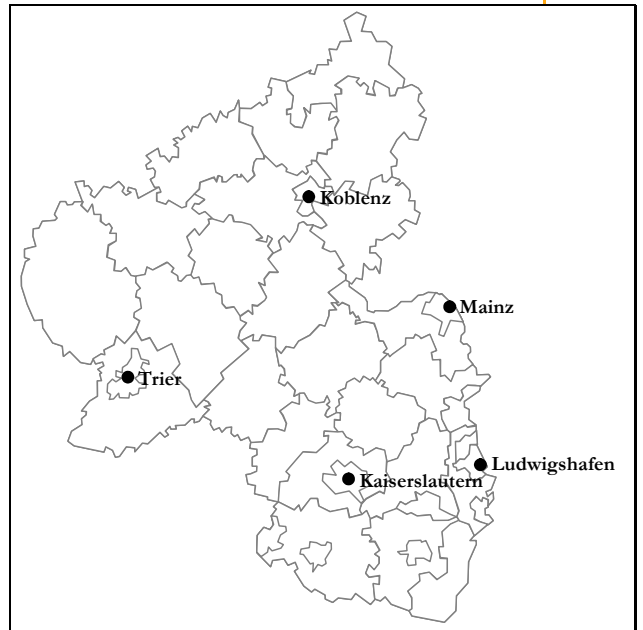 Koblenz
Mainz
Trier
Ludwigshafen
Kaiserslautern